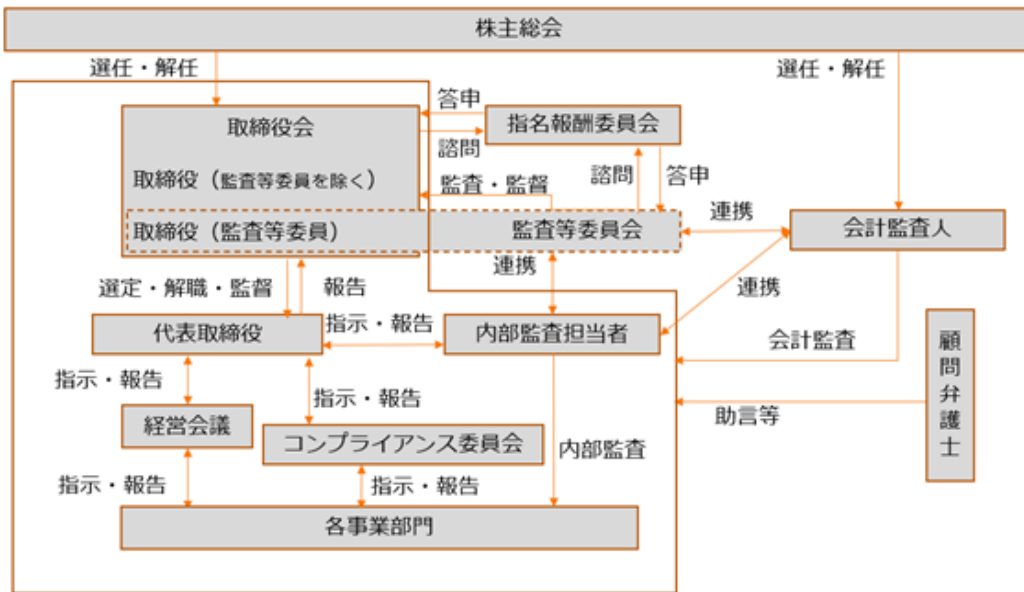 株主総会
選任・解任
選任・解任
答申
指名報酬委員会
取締役会
諮問
取締役（監査等委員を除く）
監査・監督
諮問
答申
連携
取締役（監査等委員）
監査等委員会
会計監査人
連携
選定・解職・監督
報告
連携
指示・報告
代表取締役
内部監査担当者
会計監査
顧問弁護士
指示・報告
指示・報告
助言等
経営会議
コンプライアンス委員会
内部監査
指示・報告
指示・報告
各事業部門